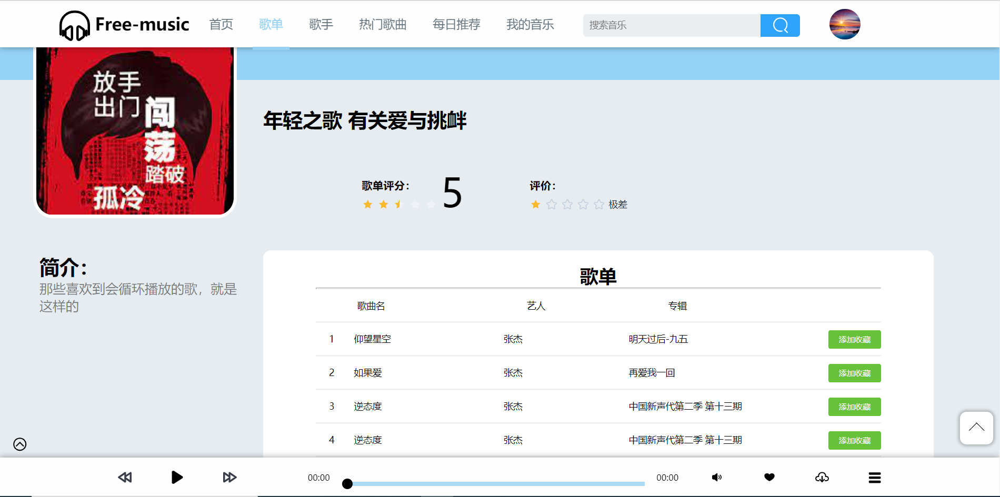 Free-music 首页 歌单 歌手 热门歌曲 每日推荐 我的音乐 搜索音乐
放手
出门
闯
荡
踏破
孤冷
年轻之歌 有关爱与挑衅
歌单评分：
5
评价：
极差
简介：
那些喜欢到会循环播放的歌，就是
这样的
歌单
歌曲名 艺人 专辑
1 仰望星空 张杰 明天过后-九五 添加收藏
2 如果爱 张杰 再爱我一回 添加收藏
3 逆态度 张杰 中国新声代第二季 第十三期 添加收藏
4 逆态度 张杰 中国新声代第二季 第十三期 添加收藏
00:00 00:00